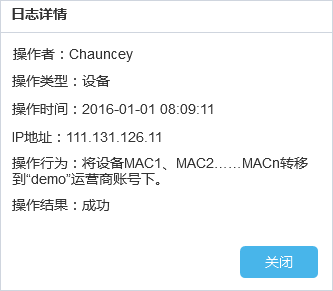 日志详情
操作者：Chauncey
操作类型：设备
操作时间：2016-01-01 08:09:11
IP地址：111.131.126.11
操作行为：将设备MAC1、MAC2……MACn转移
到“demo”运营商账号下。
操作结果：成功
关闭